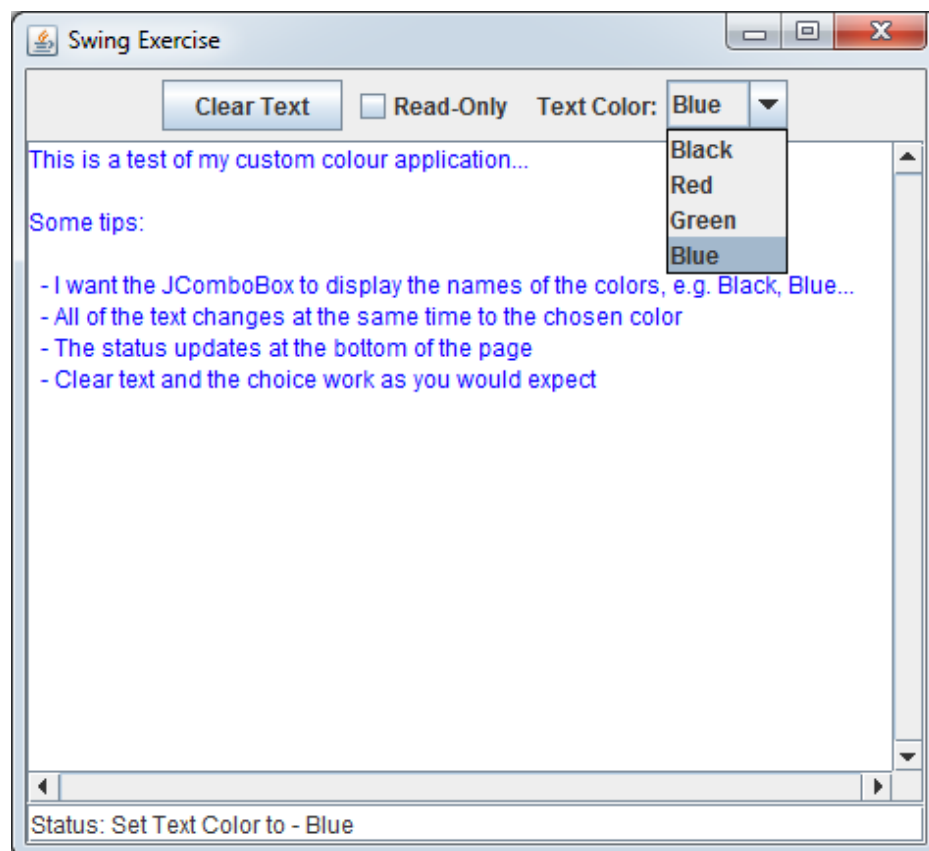 Swing Exercise
Clear Text Read-Only Text Color: Blue
Black
Red
Green
Blue
This is a test of my custom colour application...
Some tips:
- I want the JComboBox to display the names of the colors, e.g. Black, Blue...
- All of the text changes at the same time to the chosen color
- The status updates at the bottom of the page
- Clear text and the choice work as you would expect
Status: Set Text Color to - Blue